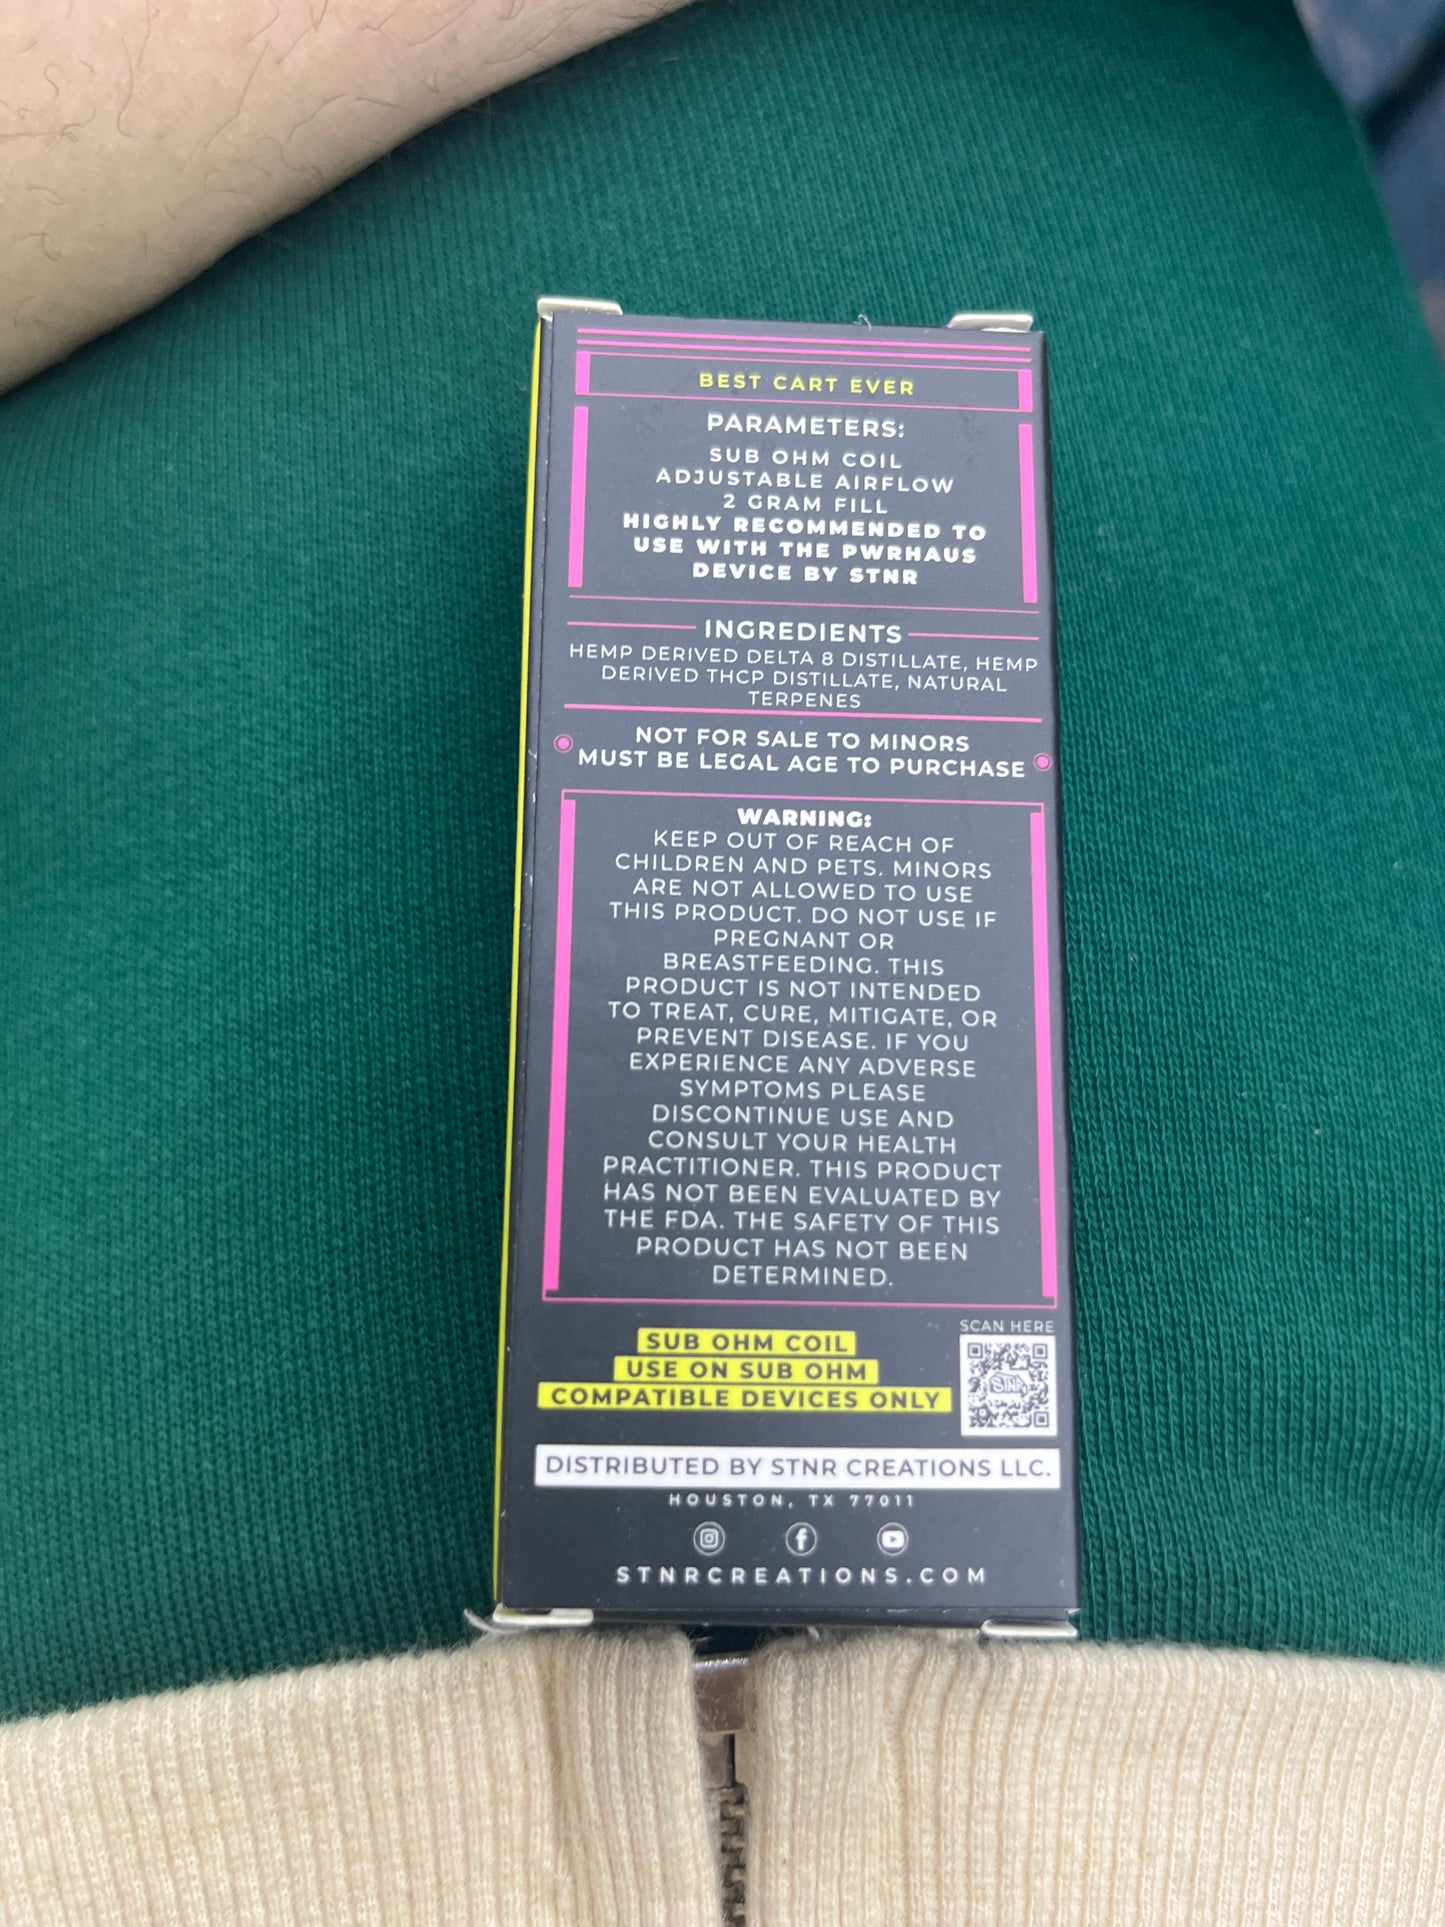 BEST CART EVER
PARAMETERS:
SUB OHM COIL
ADJUSTABLE AIRFLOW
2 GRAM FILL
HIGHLY RECOMMENDED TO
USE WITH THE PWRHAUS
DEVICE BY STNR
INGREDIENTS
HEMP DERIVED DELTA 8 DISTILLATE, HEMP
DERIVED THCP DISTILLATE, NATURAL
TERPENES
NOT FOR SALE TO MINORS
MUST BE LEGAL AGE TO PURCHASE
WARNING:
KEEP OUT OF REACH OF
CHILDREN AND PETS. MINORS
ARE NOT ALLOWED TO USE
THIS PRODUCT. DO NOT USE IF
PREGNANT OR
BREASTFEEDING. THIS
PRODUCT IS NOT INTENDED
TO TREAT, CURE, MITIGATE, OR
PREVENT DISEASE. IF YOU
EXPERIENCE ANY ADVERSE
SYMPTOMS PLEASE
DISCONTINUE USE AND
CONSULT YOUR HEALTH
PRACTITIONER. THIS PRODUCT
HAS NOT BEEN EVALUATED BY
THE FDA. THE SAFETY OF THIS
PRODUCT HAS NOT BEEN
DETERMINED.
SCAN HERE
STNR
SUB OHM COIL
USE ON SUB OHM
COMPATIBLE DEVICES ONLY
DISTRIBUTED BY STNR CREATIONS LLC.
HOUSTON, TX 77011
STNRCREATIONS.COM